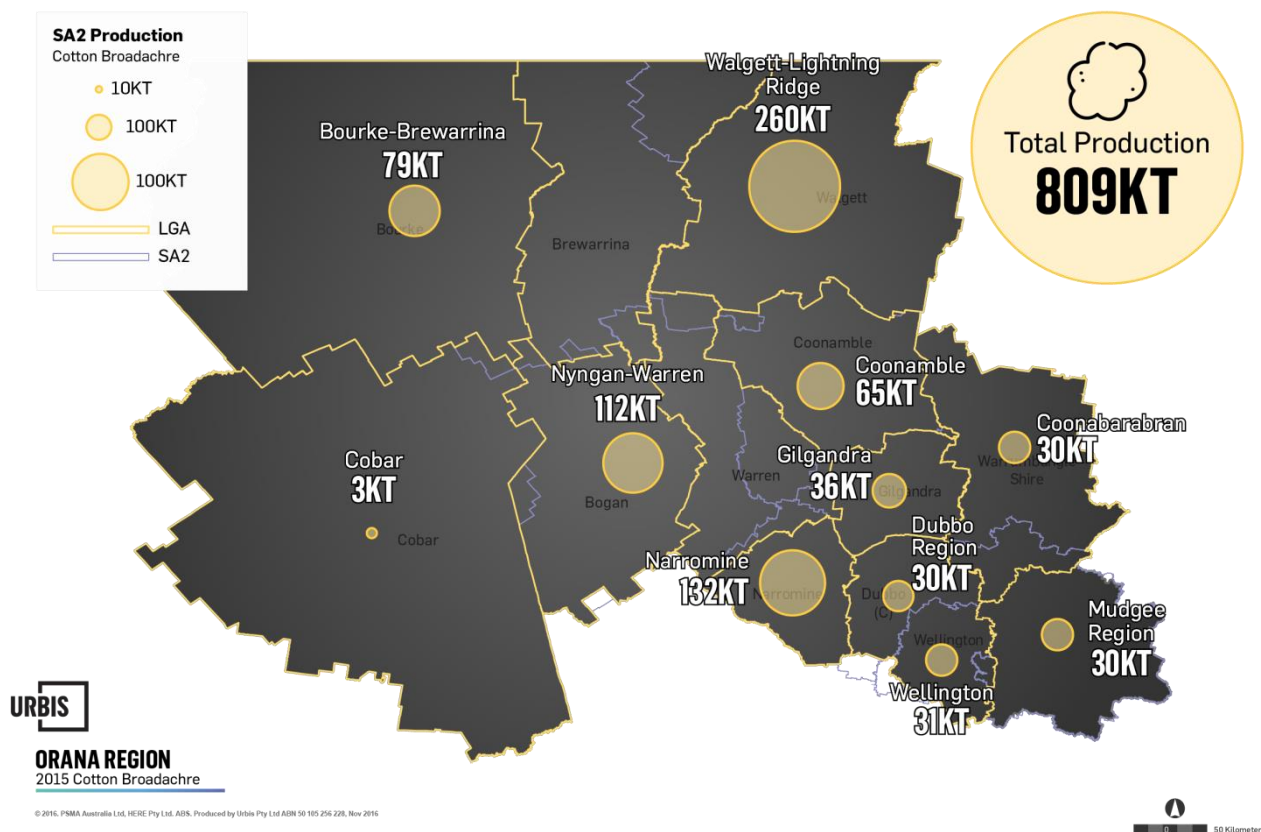 SA2 Production
Cotton Broadachre
10KT
100KT
100KT
LGA
SA2
Total Production
809KT
Walgett-Lightning
Ridge
260KT
Walgett
Bourke-Brewarrina
79KT
Bourke
Brewarrina
Coonamble
Coonamble
65KT
Nyngan-Warren
112KT
Bogan
Warren
Coonabarabran
30KT
Warrumbungle
Shire
Gilgandra
36KT
Gilgandra
Cobar
3KT
Cobar
Dubbo
Region
30KT
Dubbo
(C)
Narromine
132KT
Narromine
Mudgee
Region
30KT
Wellington
Wellington
31KT
URBIS
ORANA REGION
2015 Cotton Broadachre
© 2016. PSMA Australia Ltd, HERE Pty Ltd. ABS. Produced by Urbis Pty Ltd ABN 50 105 256 228, Nov 2016
0
50 Kilometer